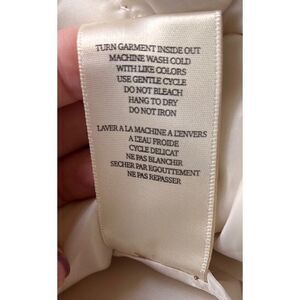 TURN GARMENT INSIDE OUT
MACHINE WASH COLD
WITH LIKE COLORS
USE GENTLE CYCLE
DO NOT BLEACH
HANG TO DRY
DO NOT IRON
LAVER A LA MACHINE A L'ENVERS
A L'EAU FROIDE
CYCLE DELICAT
NE PAS BLANCHIR
SECHER PAR EGOUTTEMENT
NE PAS REPASSER